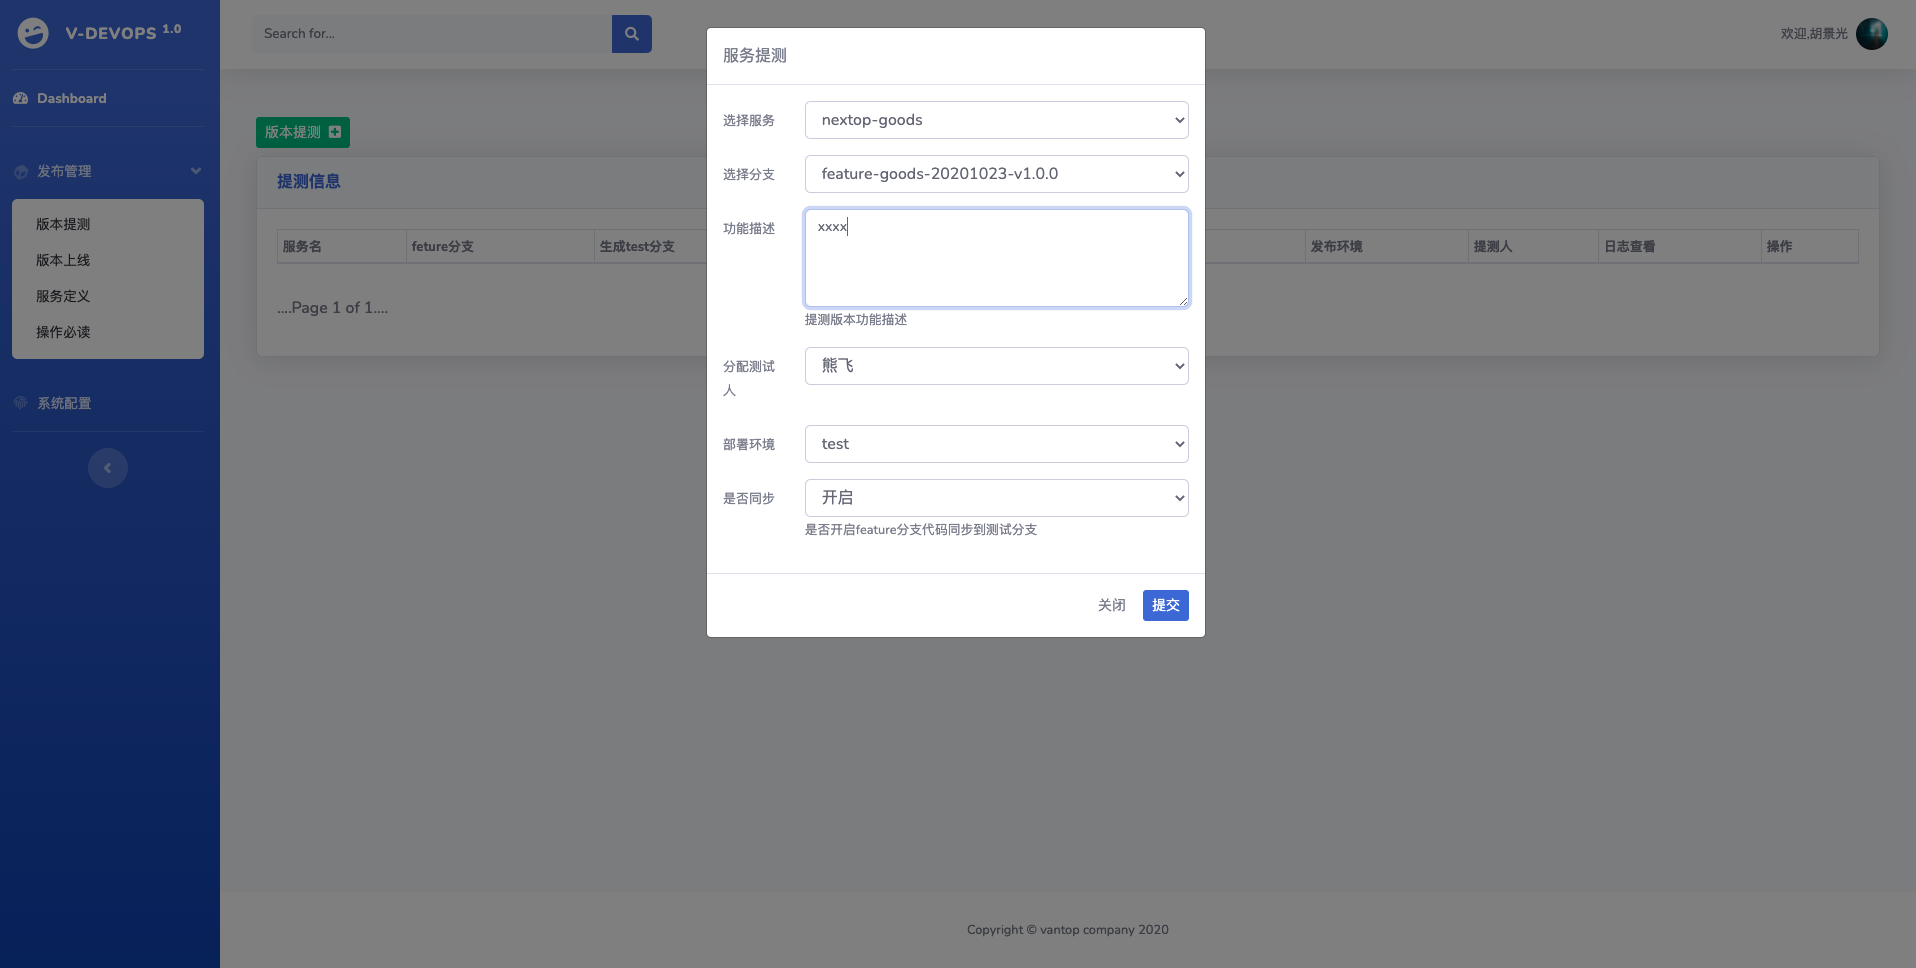 V-DEVOPS 1.0
Search for...
欢迎,胡景光
Dashboard
发布管理
版本提测
版本上线
服务定义
操作必读
系统配置
版本提测
提测信息
服务名 feture分支 生成test分支 发布环境 提测人 日志查看 操作
....Page 1 of 1....
服务提测
选择服务 nextop-goods
选择分支 feature-goods-20201023-v1.0.0
功能描述 xxxx
提测版本功能描述
分配测试 熊飞
人
部署环境 test
是否同步 开启
是否开启feature分支代码同步到测试分支
关闭 提交
Copyright © vantop company 2020